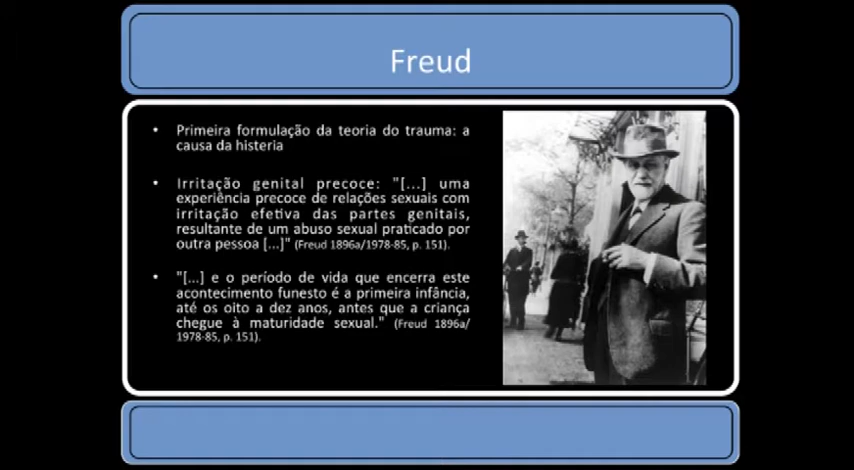 Freud
• Primeira formulação da teoria do trauma: a
causa da histeria
• Irritação genital precoce: "[...] uma
experiência precoce de relações sexuais com
irritação efetiva das partes genitais,
resultante de um abuso sexual praticado por
outra pessoa [...]" (Freud 1896a/1978-85, p. 151).
• "[...] e o período de vida que encerra este
acontecimento funesto é a primeira infância,
até os oito a dez anos, antes que a criança
chegue à maturidade sexual." (Freud 1896a/
1978-85, p. 151).